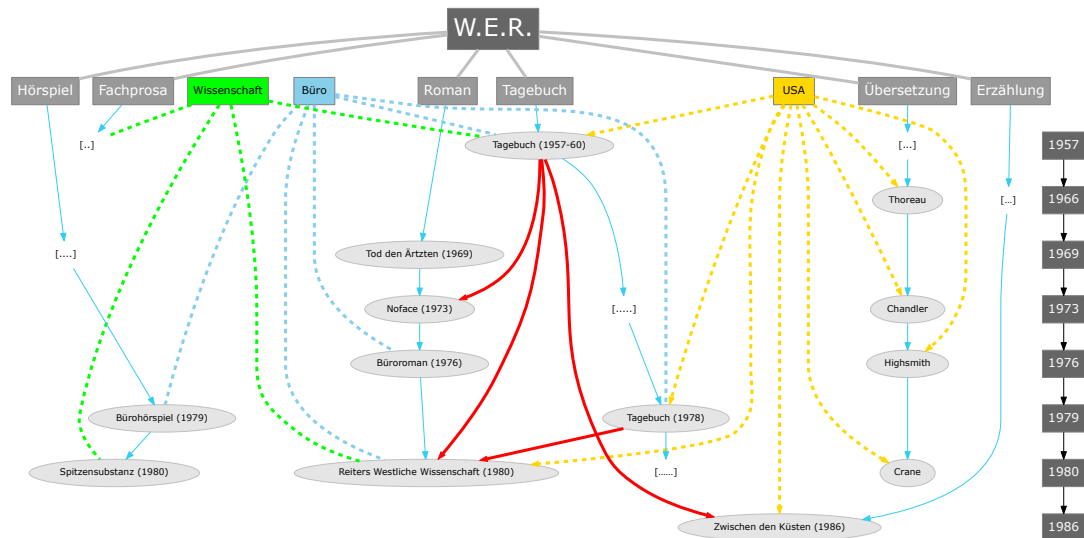 W.E.R.
Hörspiel
Fachprosa
Wissenschaft
Büro
Roman
Tagebuch
USA
Übersetzung
Erzählung
[..]
Tagebuch (1957-60)
[...]
1957
Thoreau
[...]
1966
[....]
Tod den Ärtzten (1969)
1969
Noface (1973)
[.....]
Chandler
1973
Büroroman (1976)
Highsmith
1976
Bürohörspiel (1979)
Tagebuch (1978)
1979
Spitzensubstanz (1980)
Reiters Westliche Wissenschaft (1980)
[......]
Crane
1980
Zwischen den Küsten (1986)
1986